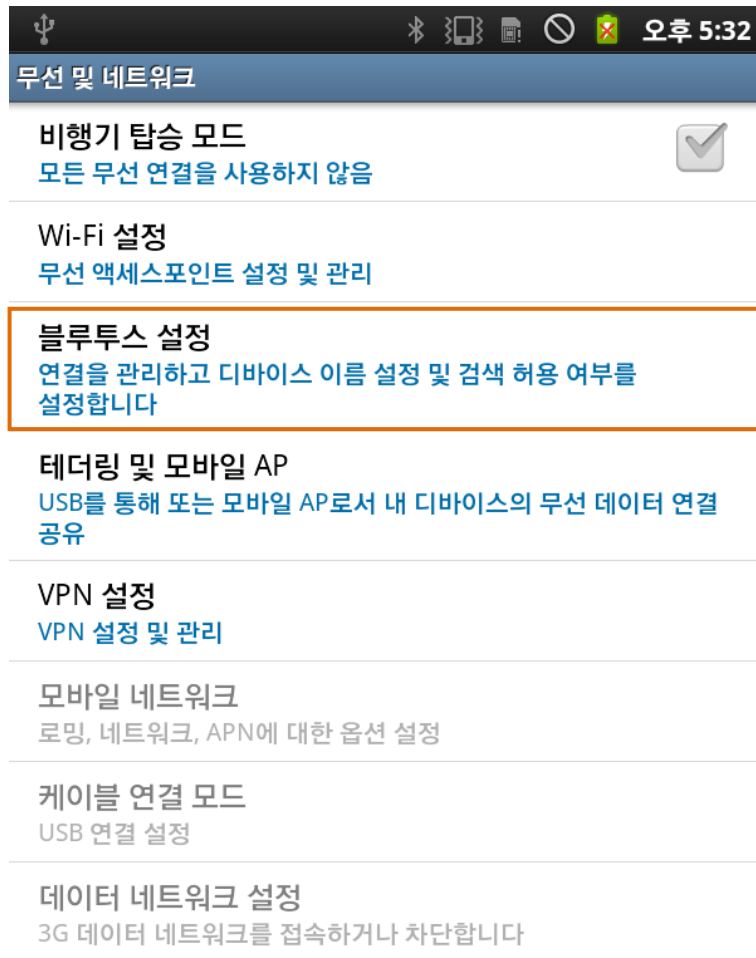 오후 5:32
무선 및 네트워크
비행기 탑승 모드
모든 무선 연결을 사용하지 않음
Wi-Fi 설정
무선 액세스포인트 설정 및 관리
블루투스 설정
연결을 관리하고 디바이스 이름 설정 및 검색 허용 여부를
설정합니다
테더링 및 모바일 AP
USB를 통해 또는 모바일 AP로서 내 디바이스의 무선 데이터 연결
공유
VPN 설정
VPN 설정 및 관리
모바일 네트워크
로밍, 네트워크, APN에 대한 옵션 설정
케이블 연결 모드
USB 연결 설정
데이터 네트워크 설정
3G 데이터 네트워크를 접속하거나 차단합니다